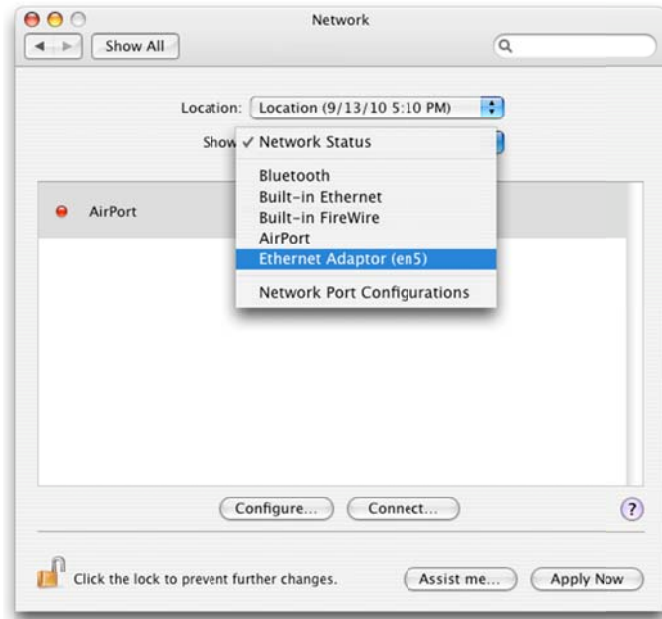 Network
Show All
Location: Location (9/13/10 5:10 PM)
Show ✓ Network Status
Bluetooth
Built-in Ethernet
Built-in FireWire
AirPort
AirPort
Ethernet Adaptor (en5)
Network Port Configurations
Configure... Connect...
?
Click the lock to prevent further changes. Assist me... Apply Now